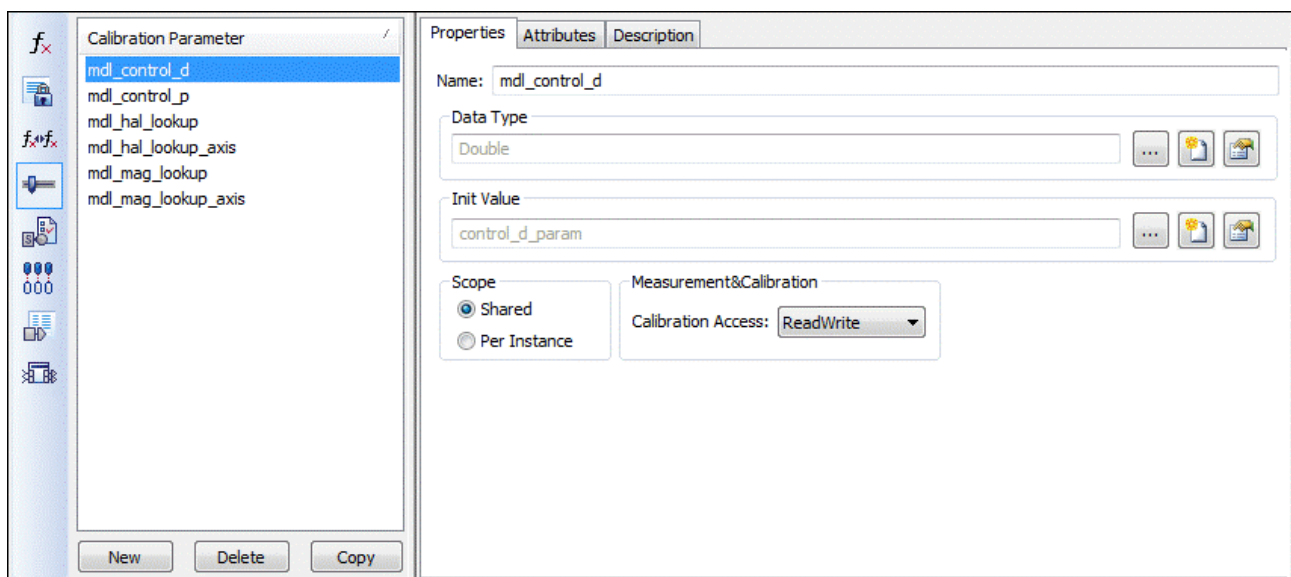 Calibration Parameter
mdl_control_d
mdl_control_p
mdl_hal_lookup
mdl_hal_lookup_axis
mdl_mag_lookup
mdl_mag_lookup_axis
New Delete Copy
Properties Attributes Description
Name: mdl_control_d
Data Type
Double
...
Init Value
control_d_param
...
Scope
Shared
Per Instance
Measurement&Calibration
Calibration Access: ReadWrite